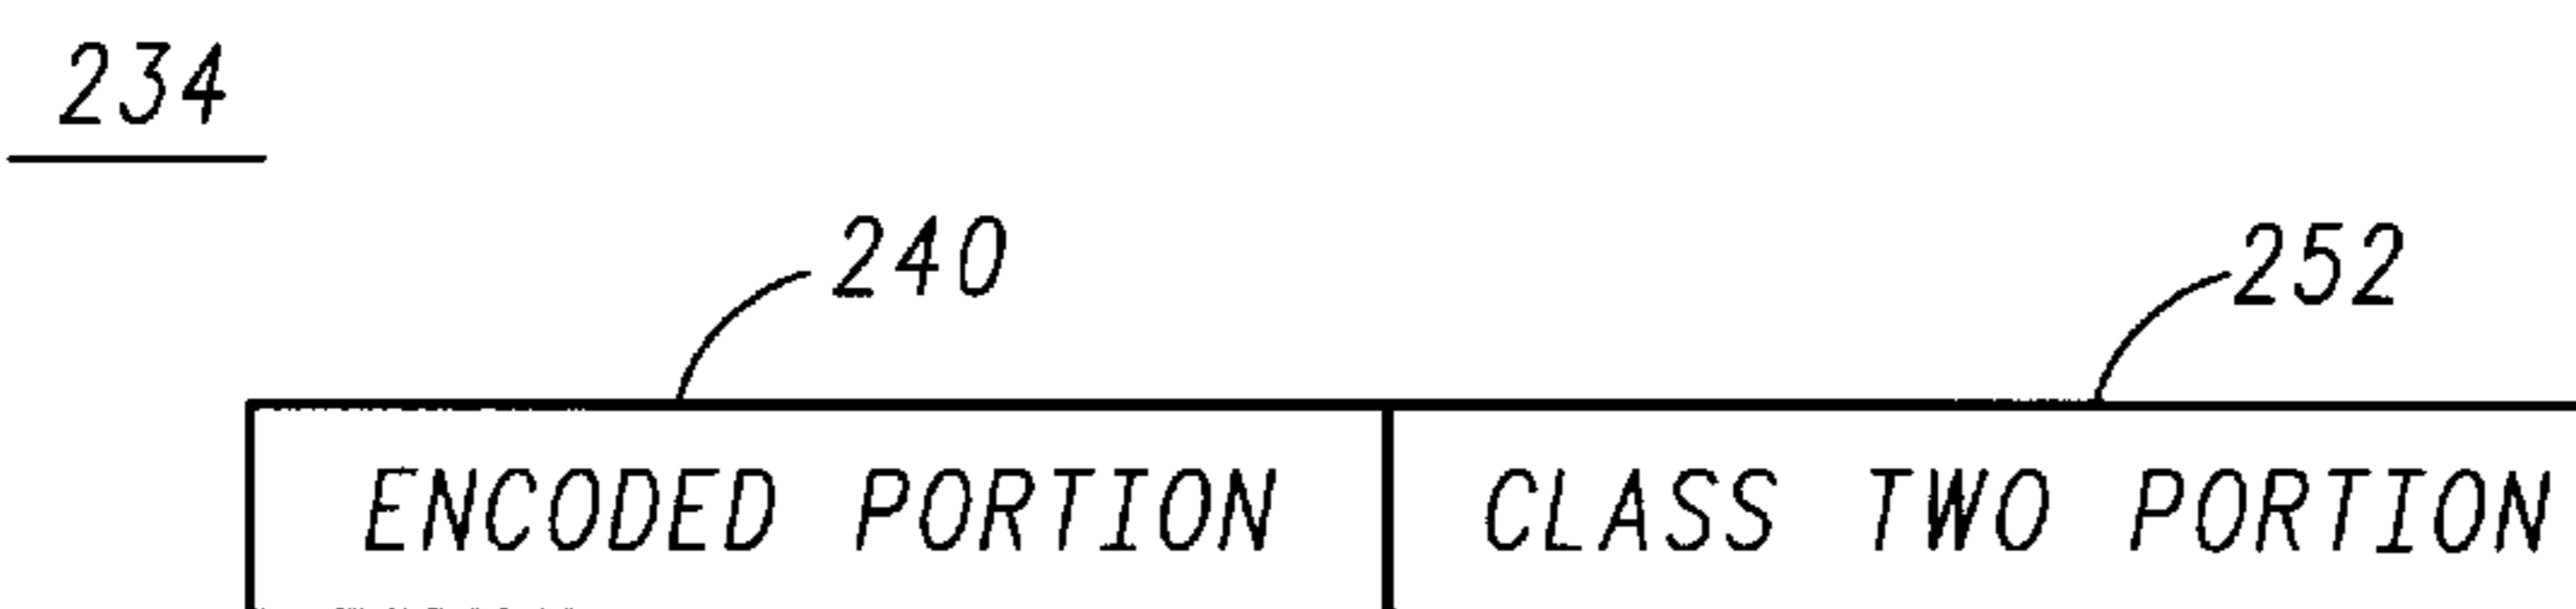 234
240
252
ENCODED PORTION
CLASS TWO PORTION